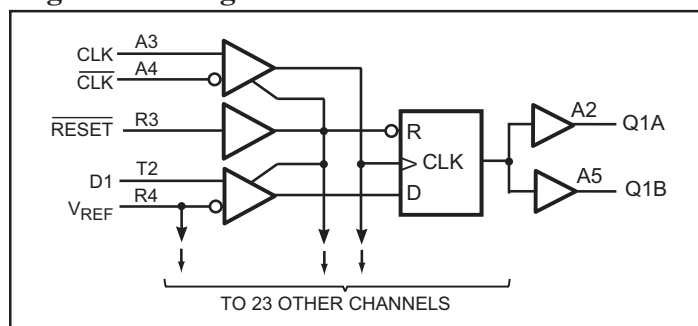 CLK A3
CLK A4
RESET R3
D1 T2
VREF R4
R
CLK
D
A2 Q1A
A5 Q1B
TO 23 OTHER CHANNELS